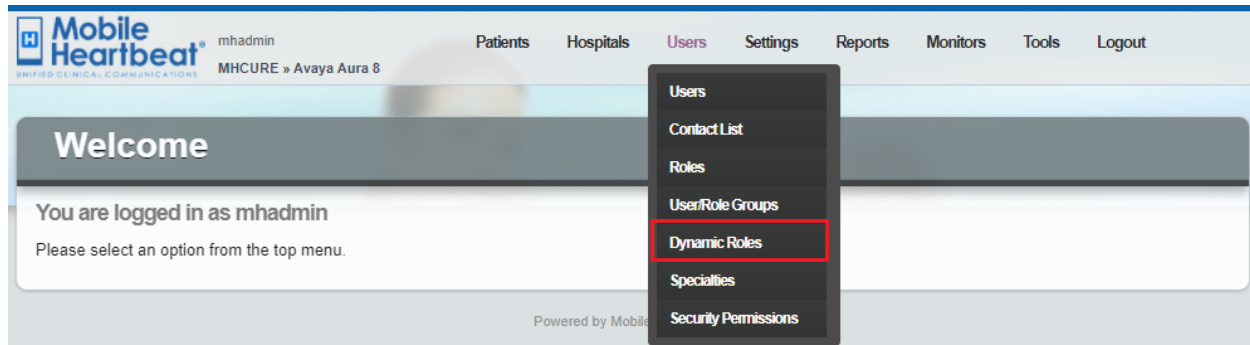 Mobile
Heartbeat®
UNIFIED CLINICAL COMMUNICATIONS
mhadmin
MHCURE » Avaya Aura 8
Patients Hospitals Users Settings Reports Monitors Tools Logout
Users
Contact List
Roles
User/Role Groups
Dynamic Roles
Specialties
Security Permissions
Welcome
You are logged in as mhadmin
Please select an option from the top menu.
Powered by Mobile